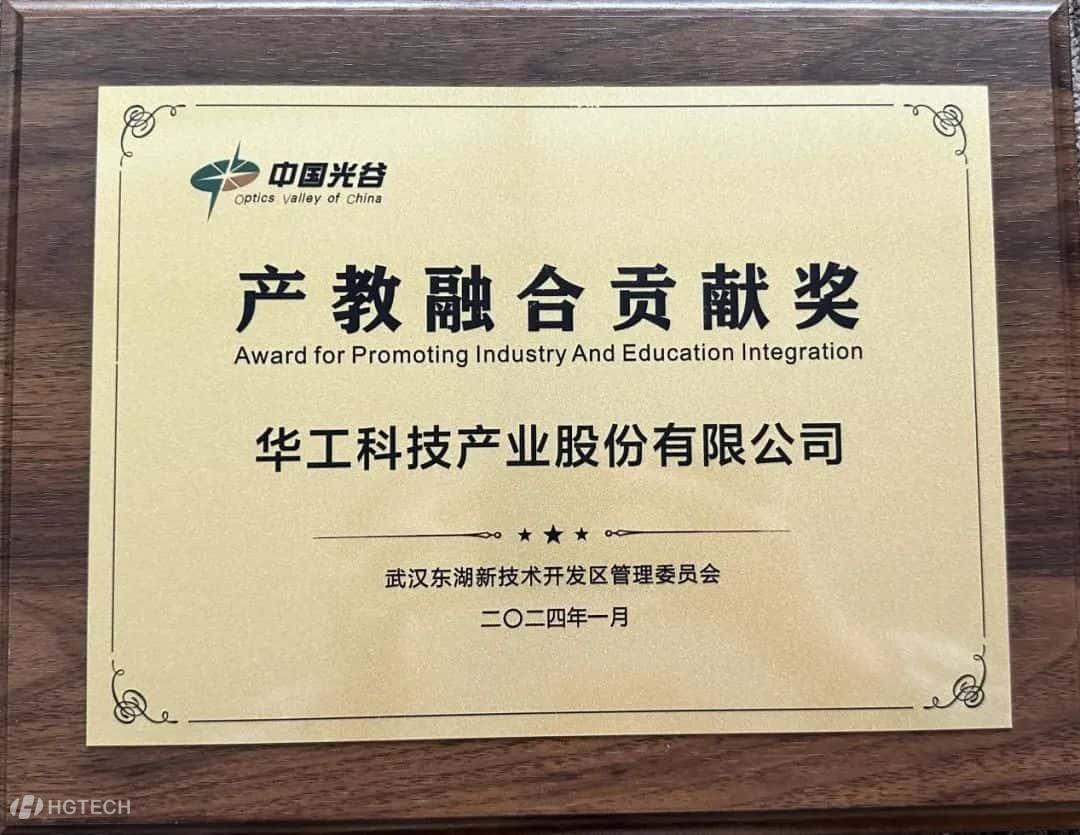 中国光谷
Optics Valley of China
产教融合贡献奖
Award for Promoting Industry And Education Integration
华工科技产业股份有限公司
武汉东湖新技术开发区管理委员会
二〇二四年一月
HGTECH